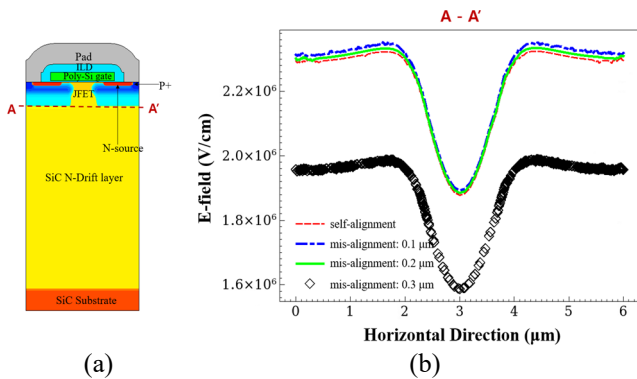 Pad
ILD
Poly-Si gate
P+
JFET
A
A'
N-source
SiC N-Drift layer
SiC Substrate
(a)
A - A'
E-field (V/cm)
2.2×10⁶
2.0×10⁶
1.8×10⁶
1.6×10⁶
self-alignment
mis-alignment: 0.1 μm
mis-alignment: 0.2 μm
mis-alignment: 0.3 μm
0 1 2 3 4 5 6
Horizontal Direction (μm)
(b)